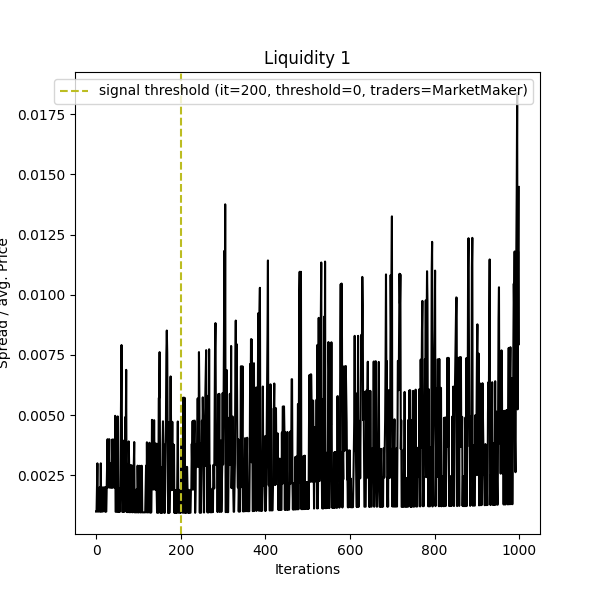 Liquidity 1
signal threshold (it=200, threshold=0, traders=MarketMaker)
0.0175
0.0150
0.0125
0.0100
0.0075
0.0050
0.0025
Spread / avg. Price
0 200 400 600 800 1000
Iterations